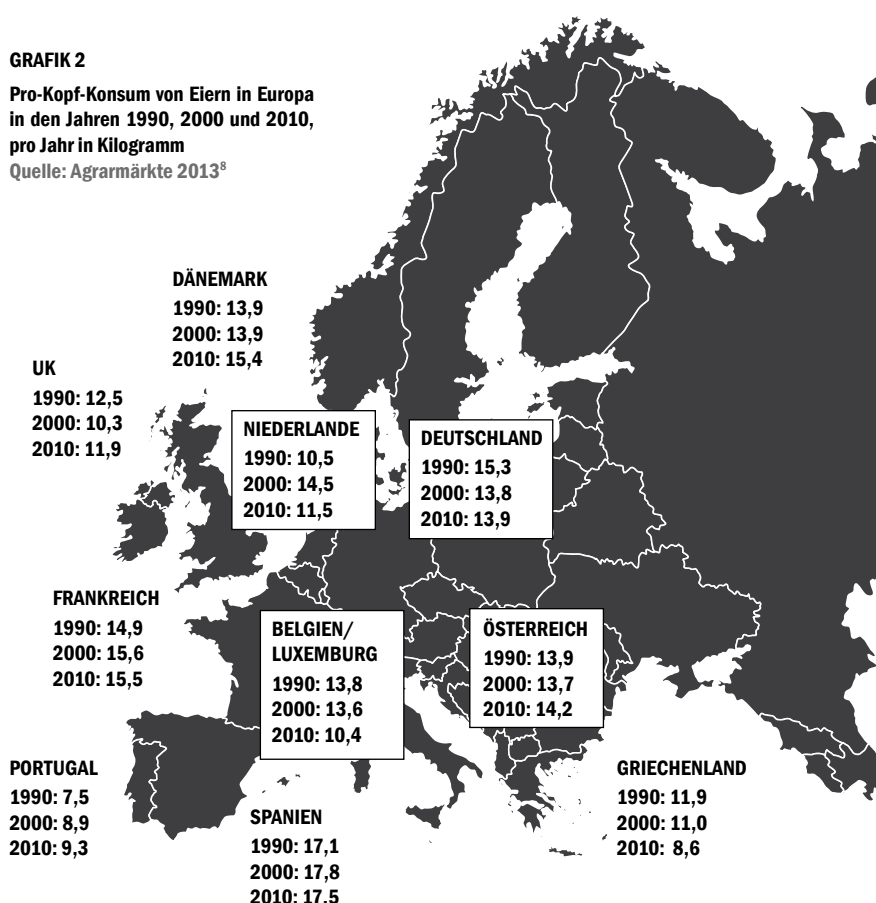 GRAFIK 2
Pro-Kopf-Konsum von Eiern in Europa
in den Jahren 1990, 2000 und 2010,
pro Jahr in Kilogramm
Quelle: Agrarmärkte 2013⁸
DÄNEMARK
1990: 13,9
2000: 13,9
2010: 15,4
UK
1990: 12,5
2000: 10,3
2010: 11,9
NIEDERLANDE
1990: 10,5
2000: 14,5
2010: 11,5
DEUTSCHLAND
1990: 15,3
2000: 13,8
2010: 13,9
FRANKREICH
1990: 14,9
2000: 15,6
2010: 15,5
BELGIEN/
LUXEMBURG
1990: 13,8
2000: 13,6
2010: 10,4
ÖSTERREICH
1990: 13,9
2000: 13,7
2010: 14,2
PORTUGAL
1990: 7,5
2000: 8,9
2010: 9,3
SPANIEN
1990: 17,1
2000: 17,8
2010: 17,5
GRIECHENLAND
1990: 11,9
2000: 11,0
2010: 8,6